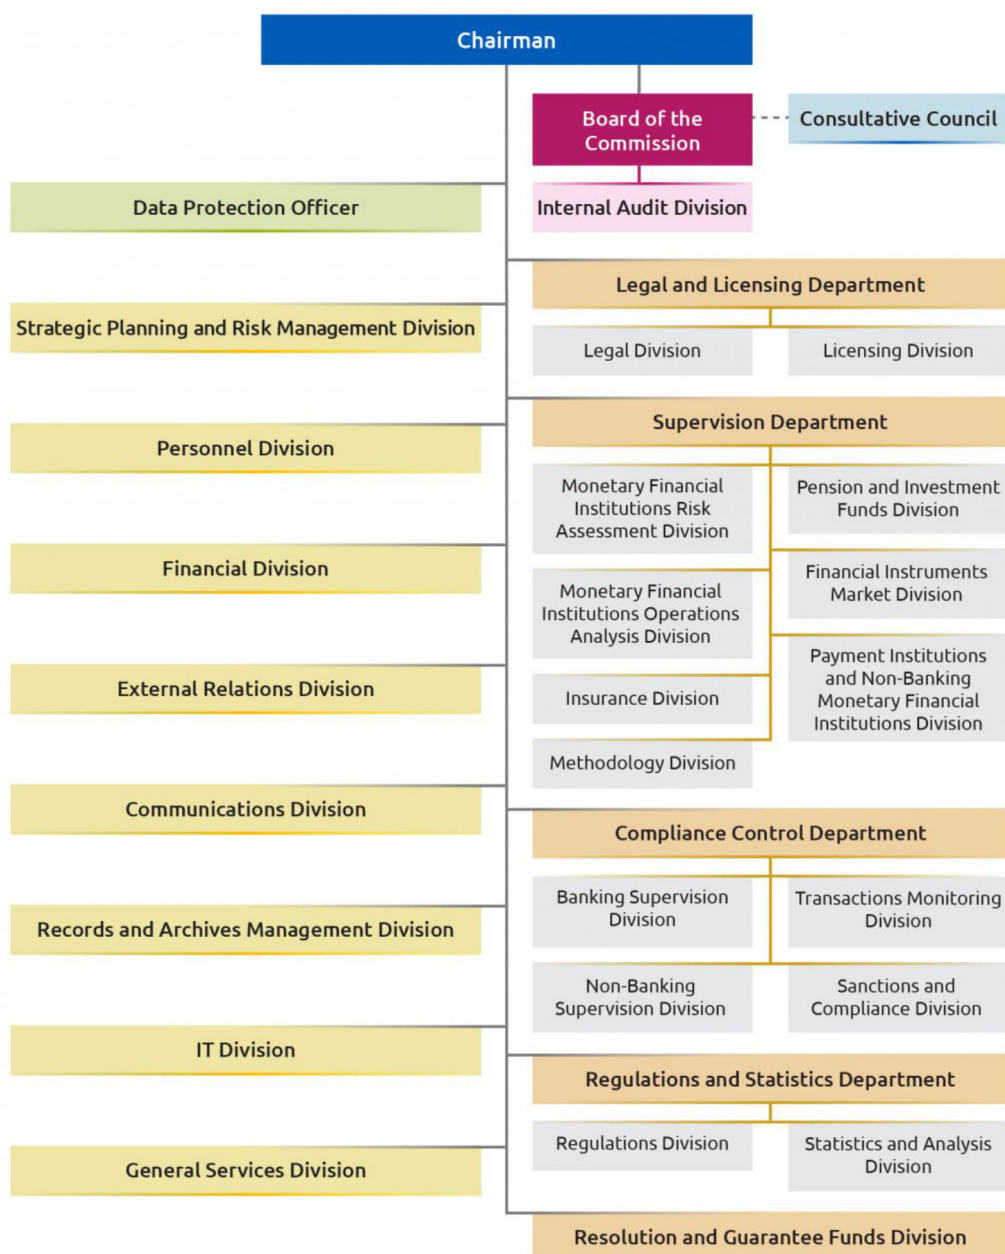 Chairman
Board of the
Commission
Consultative Council
Data Protection Officer
Internal Audit Division
Strategic Planning and Risk Management Division
Personnel Division
Financial Division
External Relations Division
Communications Division
Records and Archives Management Division
IT Division
General Services Division
Legal and Licensing Department
Legal Division
Licensing Division
Supervision Department
Monetary Financial
Institutions Risk
Assessment Division
Pension and Investment
Funds Division
Monetary Financial
Institutions Operations
Analysis Division
Financial Instruments
Market Division
Insurance Division
Payment Institutions
and Non-Banking
Monetary Financial
Institutions Division
Methodology Division
Compliance Control Department
Banking Supervision
Division
Transactions Monitoring
Division
Non-Banking
Supervision Division
Sanctions and
Compliance Division
Regulations and Statistics Department
Regulations Division
Statistics and Analysis
Division
Resolution and Guarantee Funds Division